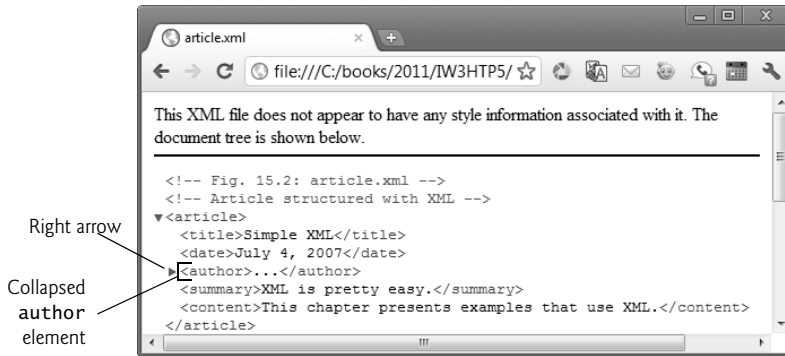 article.xml
file:///C:/books/2011/IW3HTP5/
This XML file does not appear to have any style information associated with it. The
document tree is shown below.
<!-- Fig. 15.2: article.xml -->
<!-- Article structured with XML -->
▼<article>
<title>Simple XML</title>
<date>July 4, 2007</date>
▶<author>...</author>
<summary>XML is pretty easy.</summary>
<content>This chapter presents examples that use XML.</content>
</article>
Right arrow
Collapsed
author
element